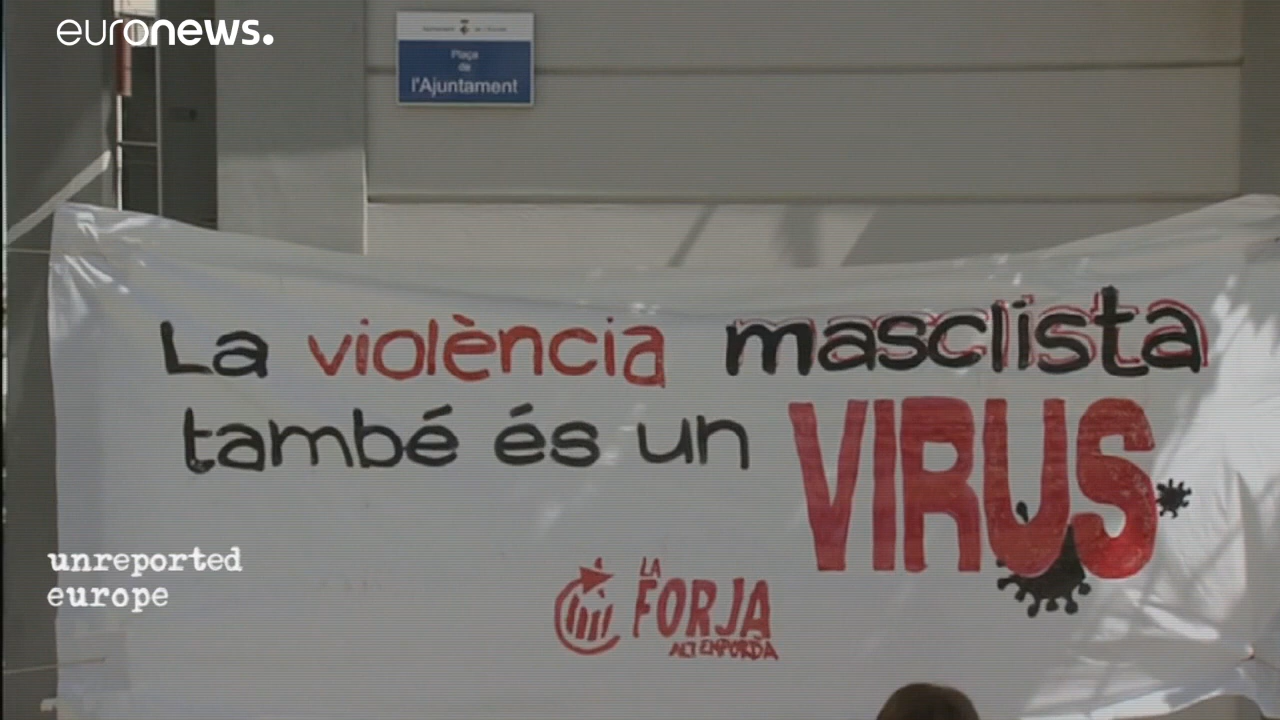 euronews.
Plaça
de
l'Ajuntament
La violència masclista
també és un VIRUS
unreported
europe
LA
FORJA
ALT EMPORDÀ